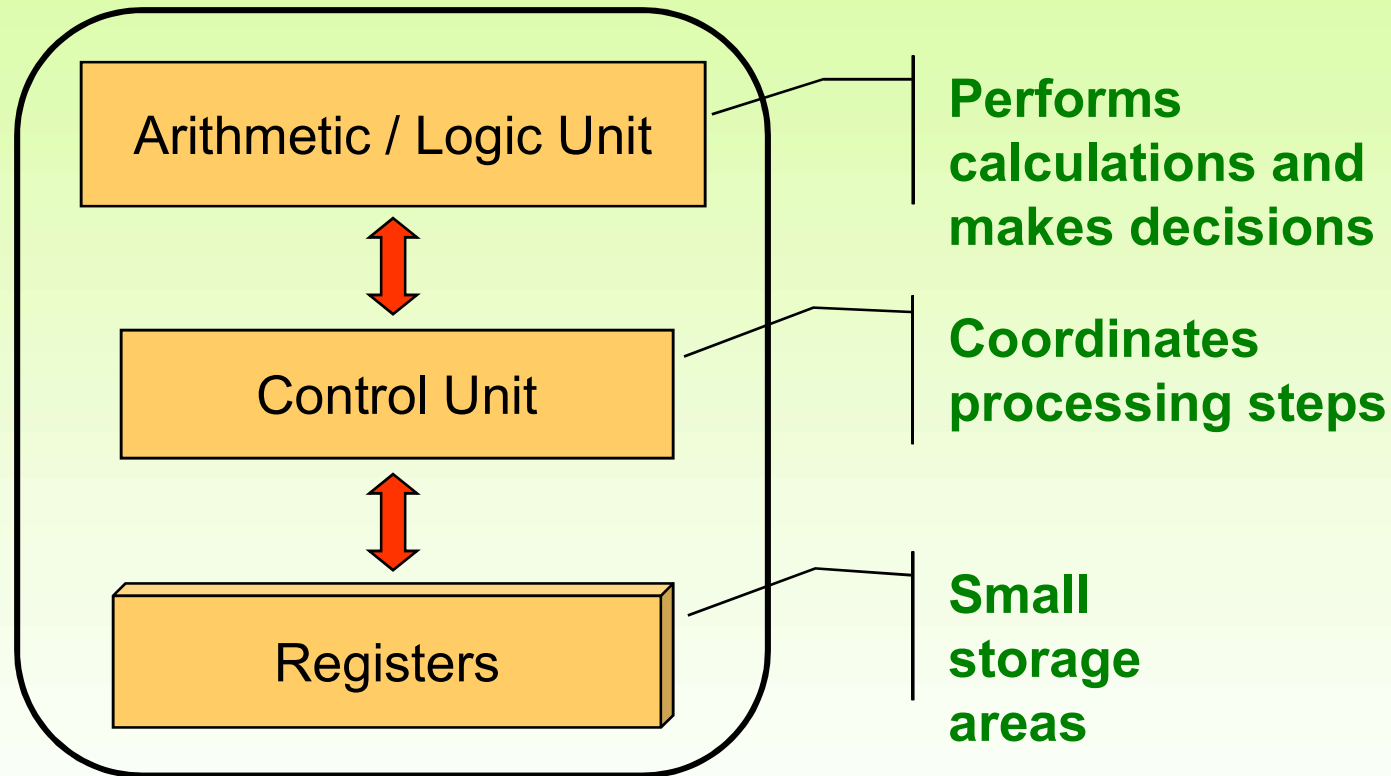 Arithmetic / Logic Unit
Performs
calculations and
makes decisions
Control Unit
Coordinates
processing steps
Registers
Small
storage
areas